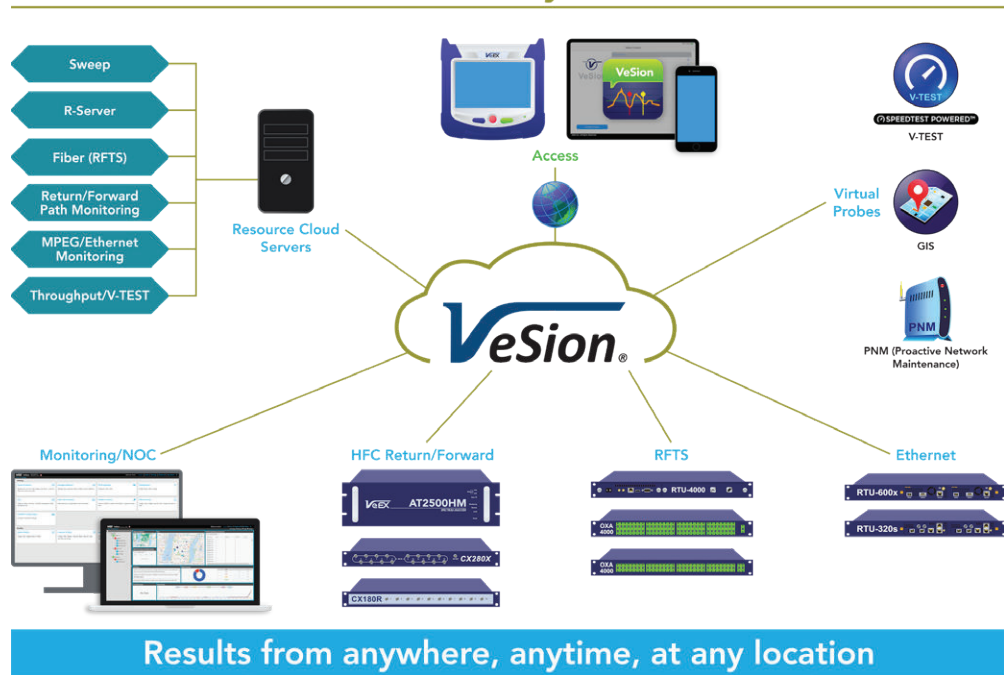 Sweep
R-Server
Fiber (RFTS)
Return/Forward
Path Monitoring
MPEG/Ethernet
Monitoring
Throughput/V-TEST
Resource Cloud
Servers
VeEX
VeSion
VeSion
Access
V-TEST
SPEEDTEST POWERED™
V-TEST
Virtual
Probes
GIS
PNM
PNM (Proactive Network
Maintenance)
VeSion®
Monitoring/NOC
HFC Return/Forward
VeEX
AT2500HM
CX280X
CX180R
RFTS
RTU-4000
OXA
4000
OXA
4000
Ethernet
RTU-600x
RTU-320s
Results from anywhere, anytime, at any location